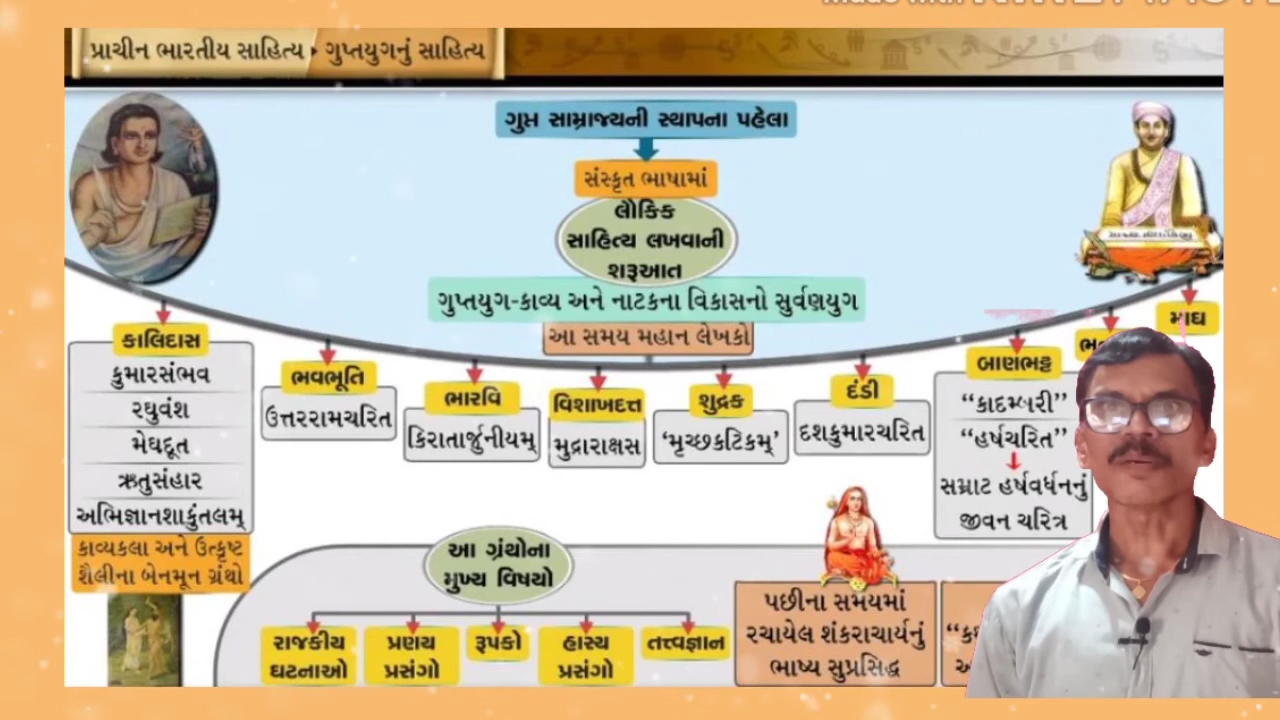 પ્રાચીન ભારતીય સાહિત્ય ▸ ગુપ્તયુગનું સાહિત્ય
ગુપ્ત સામ્રાજ્યની સ્થાપના પહેલા
સંસ્કૃત ભાષામાં
લૌકિક
સાહિત્ય લખવાની
શરૂઆત
ગુપ્તયુગ-કાવ્ય અને નાટકના વિકાસનો સુર્વણયુગ
આ સમય મહાન લેખકો
કાલિદાસ
કુમારસંભવ
રઘુવંશ
મેઘદૂત
ઋતુસંહાર
અભિજ્ઞાનશાકુંતલમ્
કાવ્યકલા અને ઉત્કૃષ્ટ
શૈલીના બેનમૂન ગ્રંથો
ભવભૂતિ
ઉત્તરરામચરિત
ભારવિ
કિરાતાર્જુનીયમ્
વિશાખદત્ત
મુદ્રારાક્ષસ
શુદ્રક
‘મૃચ્છકટિકમ્’
દંડી
દશકુમારચરિત
બાણભટ્ટ
“કાદમ્બરી”
“હર્ષચરિત”
સમ્રાટ હર્ષવર્ધનનું
જીવન ચરિત્ર
માઘ
આ ગ્રંથોના
મુખ્ય વિષયો
રાજકીય
ઘટનાઓ
પ્રણય
પ્રસંગો
રૂપકો
હાસ્ય
પ્રસંગો
તત્ત્વજ્ઞાન
પછીના સમયમાં
રચાયેલ શંકરાચાર્યનું
ભાષ્ય સુપ્રસિદ્ધ